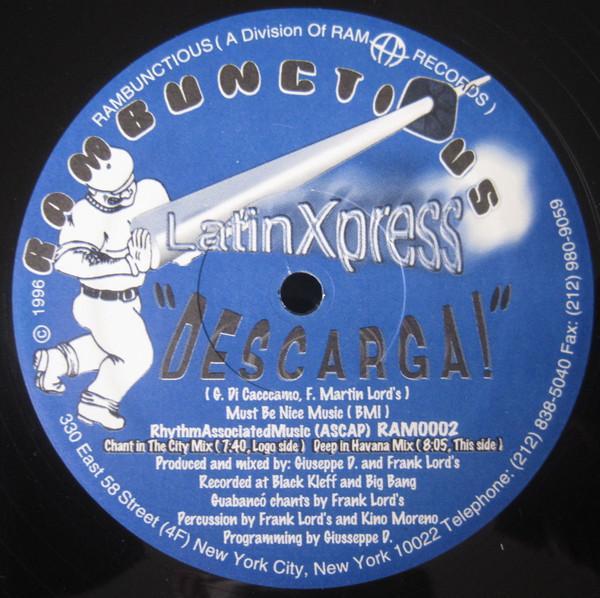 RAMBUNCTIOUS ( A Division Of RAM RECORDS )
RAMBUNCTIOUS
LatinXpress
"DESCARGA!"
( G. Di Cacccamo, F. Martin Lord's )
Must Be Nice Music ( BMI )
RhythmAssociatedMusic (ASCAP) RAM0002
Chant in The City Mix ( 7:40, Logo side ) Deep in Havana Mix ( 8:05, This side )
Produced and mixed by: Giuseppe D. and Frank Lord's
Recorded at Black Kleff and Big Bang
Guabancó chants by Frank Lord's
Percussion by Frank Lord's and Kino Moreno
Programming by Giusseppe D.
© 1996
330 East 58 Street (4F) New York City, New York 10022 Telephone: (212) 838-5040 Fax: (212) 980-9059